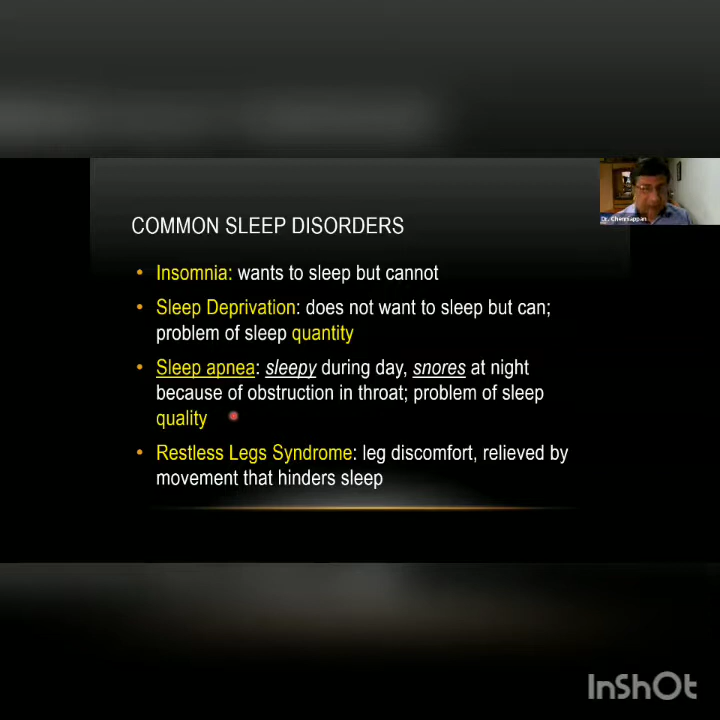 Dr. Chennappan
COMMON SLEEP DISORDERS
• Insomnia: wants to sleep but cannot
• Sleep Deprivation: does not want to sleep but can;
problem of sleep quantity
• Sleep apnea: sleepy during day, snores at night
because of obstruction in throat; problem of sleep
quality
• Restless Legs Syndrome: leg discomfort, relieved by
movement that hinders sleep
InShOt